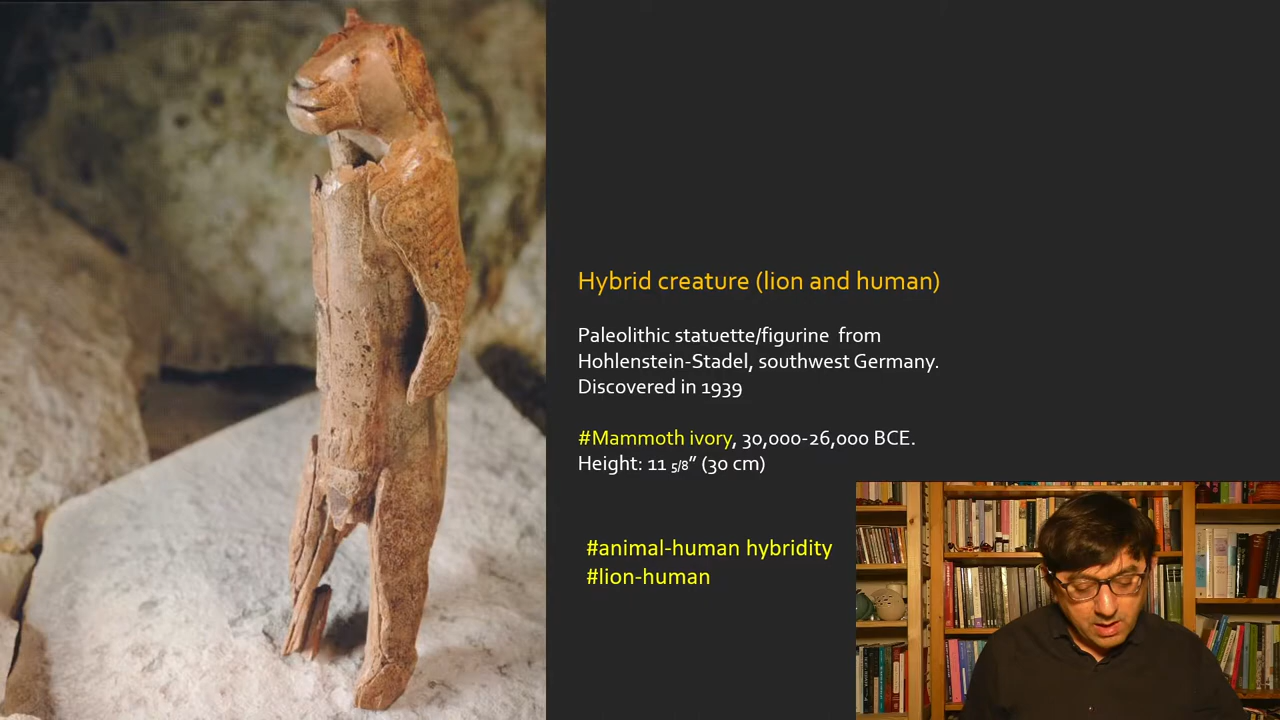 Hybrid creature (lion and human)
Paleolithic statuette/figurine from
Hohlenstein-Stadel, southwest Germany.
Discovered in 1939
#Mammoth ivory, 30,000-26,000 BCE.
Height: 11 5/8” (30 cm)
#animal-human hybridity
#lion-human